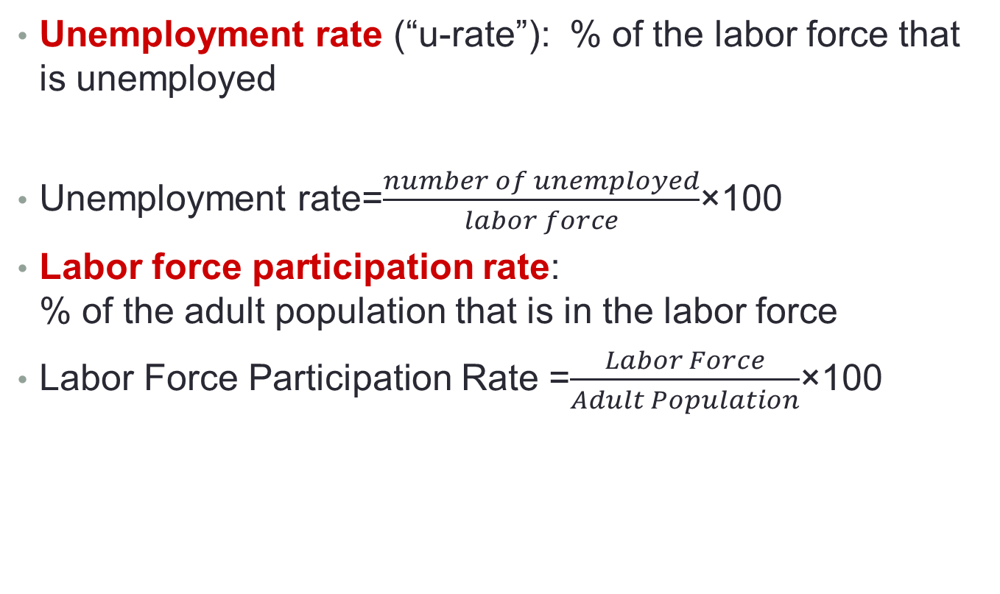 • Unemployment rate (“u-rate”):  % of the labor force that
is unemployed
• Unemployment rate=\frac{number of unemployed}{labor force}×100
• Labor force participation rate:
% of the adult population that is in the labor force
• Labor Force Participation Rate =\frac{Labor Force}{Adult Population}×100